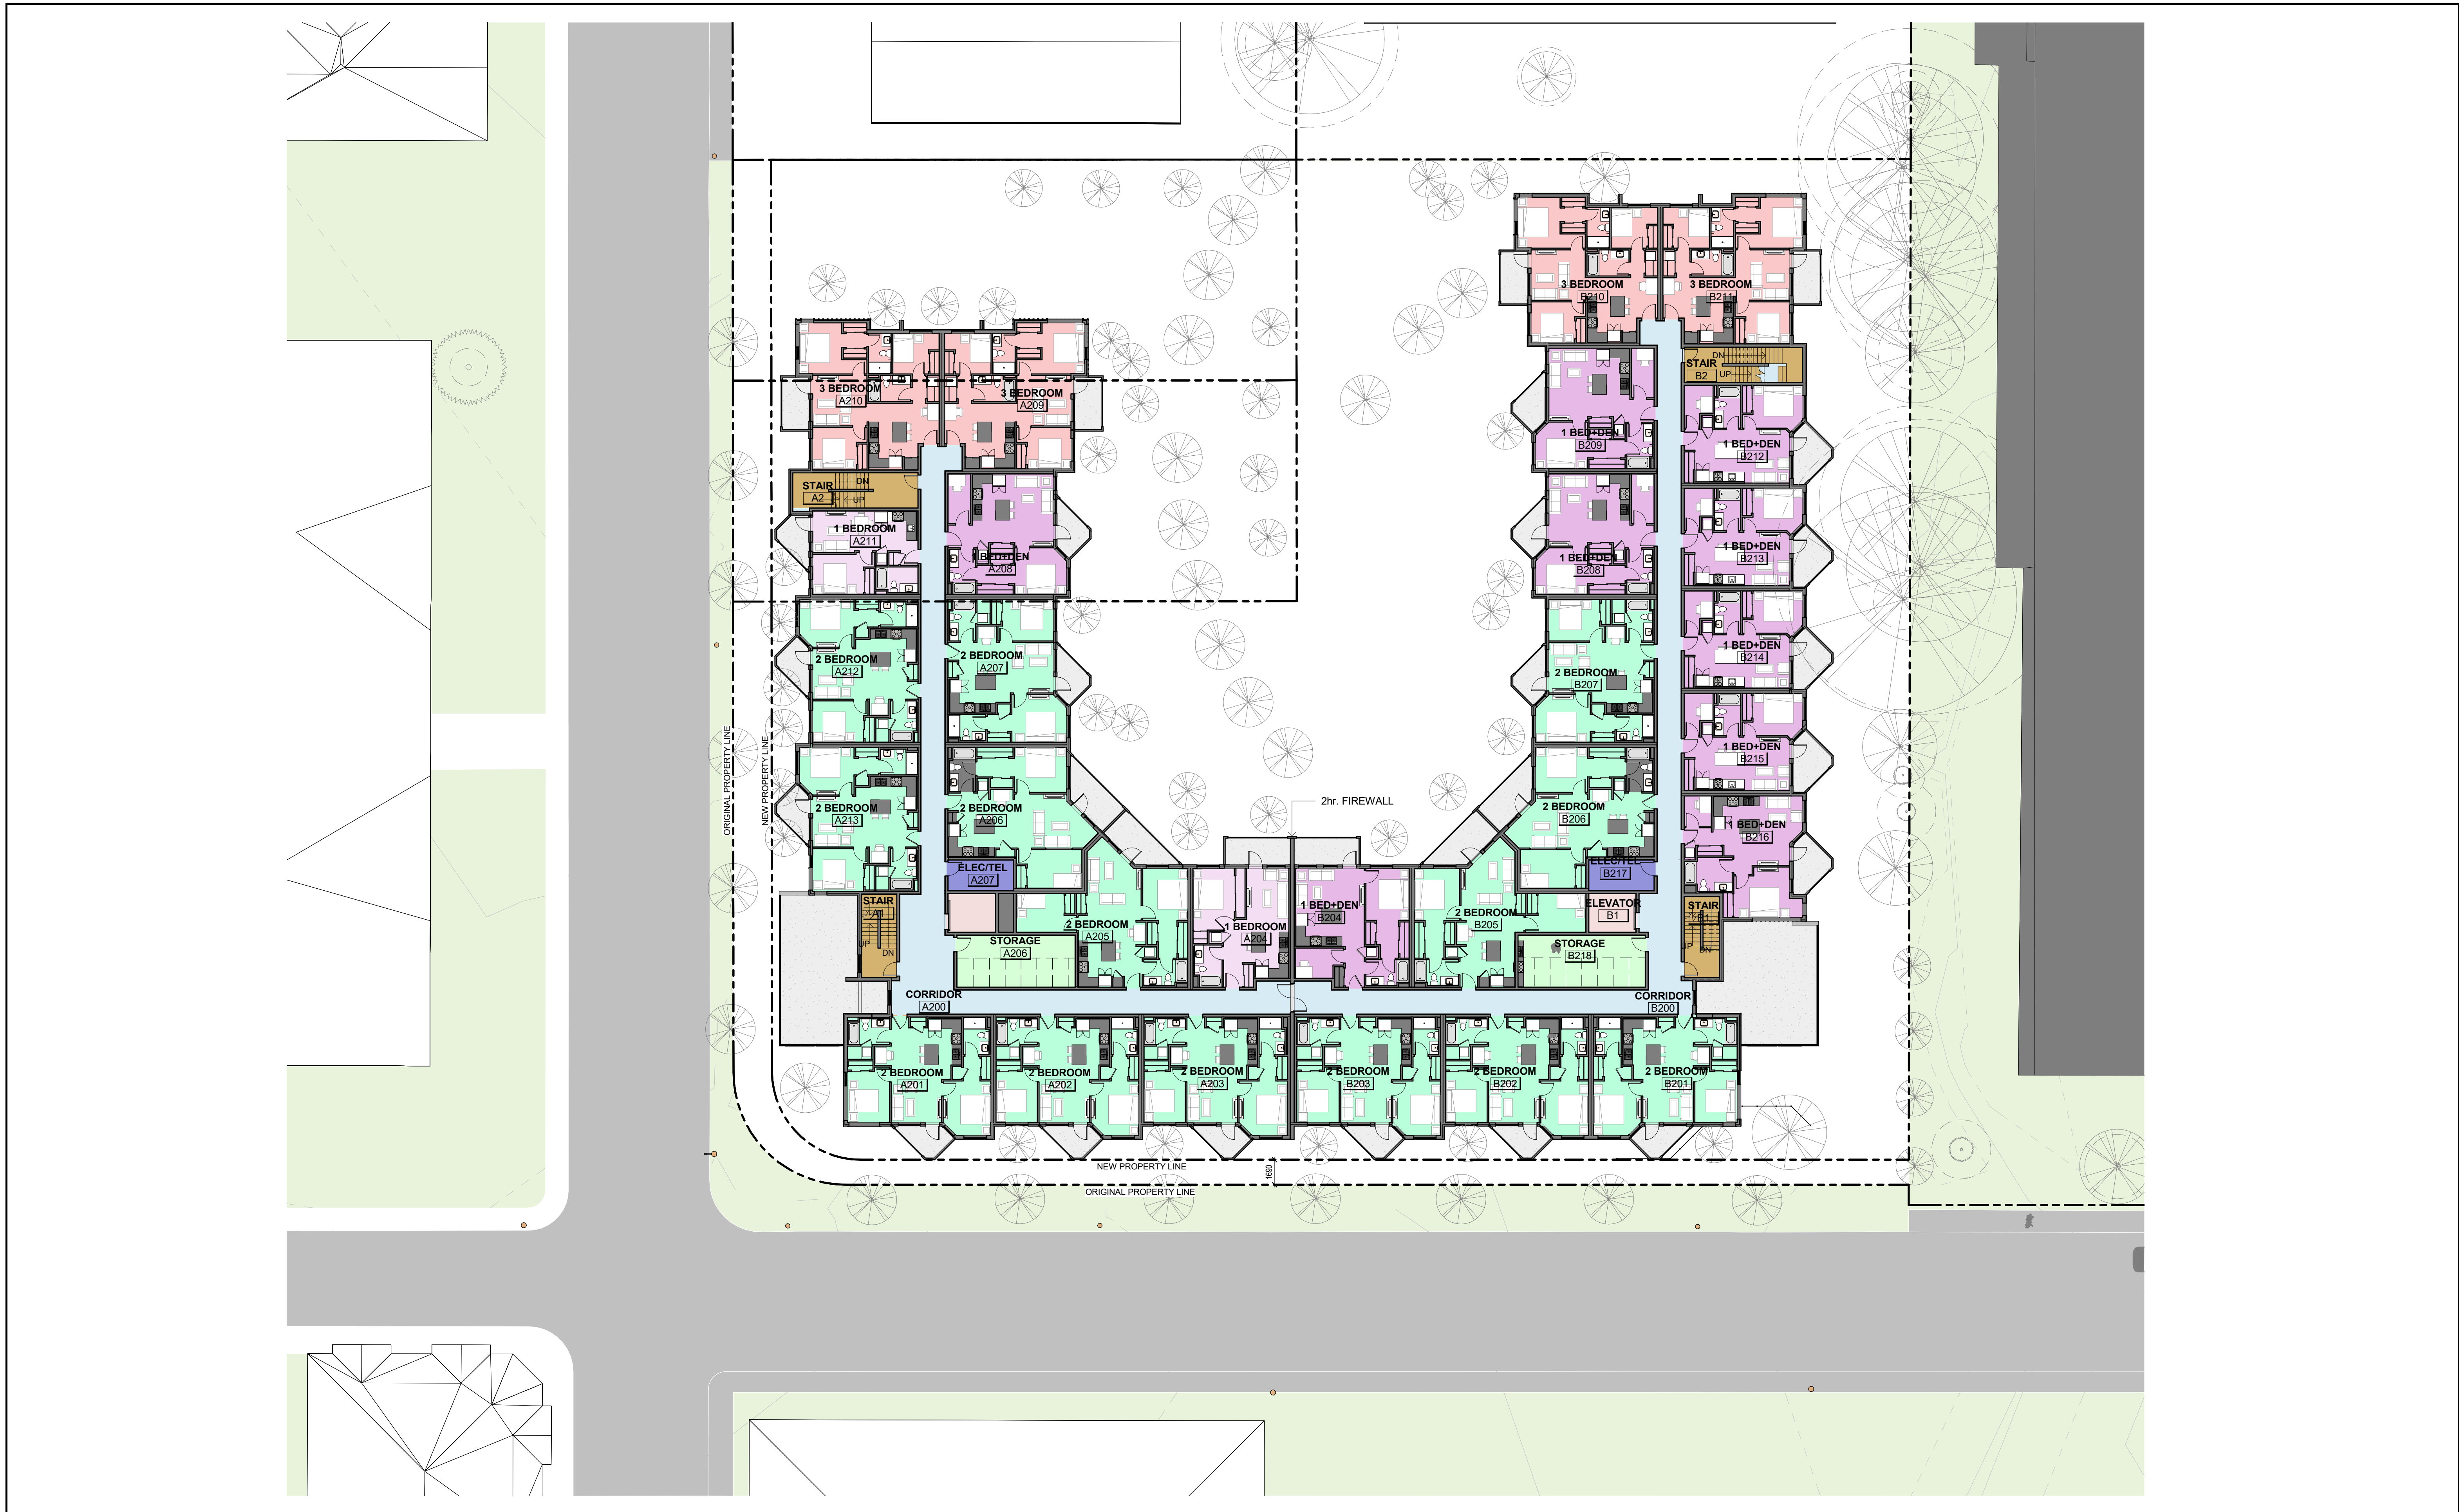 3 BEDROOM
B210
3 BEDROOM
B211
DN
STAIR
B2
UP
3 BEDROOM
A210
3 BEDROOM
A209
1 BED+DEN
B209
1 BED+DEN
B212
STAIR
A2
DN
UP
1 BEDROOM
A211
1 BED+DEN
A208
1 BED+DEN
B208
1 BED+DEN
B213
2 BEDROOM
A212
2 BEDROOM
A207
2 BEDROOM
B207
1 BED+DEN
B214
ORIGINAL PROPERTY LINE
NEW PROPERTY LINE
1 BED+DEN
B215
2hr. FIREWALL
2 BEDROOM
A213
2 BEDROOM
A206
2 BEDROOM
B206
1 BED+DEN
B216
ELEC/TEL
A207
ELEC/TEL
B217
STAIR
A1
UP
DN
2 BEDROOM
A205
1 BEDROOM
A204
1 BED+DEN
B204
2 BEDROOM
B205
ELEVATOR
B1
STAIR
B1
UP
DN
STORAGE
A206
STORAGE
B218
CORRIDOR
A200
CORRIDOR
B200
2 BEDROOM
A201
2 BEDROOM
A202
2 BEDROOM
A203
2 BEDROOM
B203
2 BEDROOM
B202
2 BEDROOM
B201
NEW PROPERTY LINE
1690
ORIGINAL PROPERTY LINE